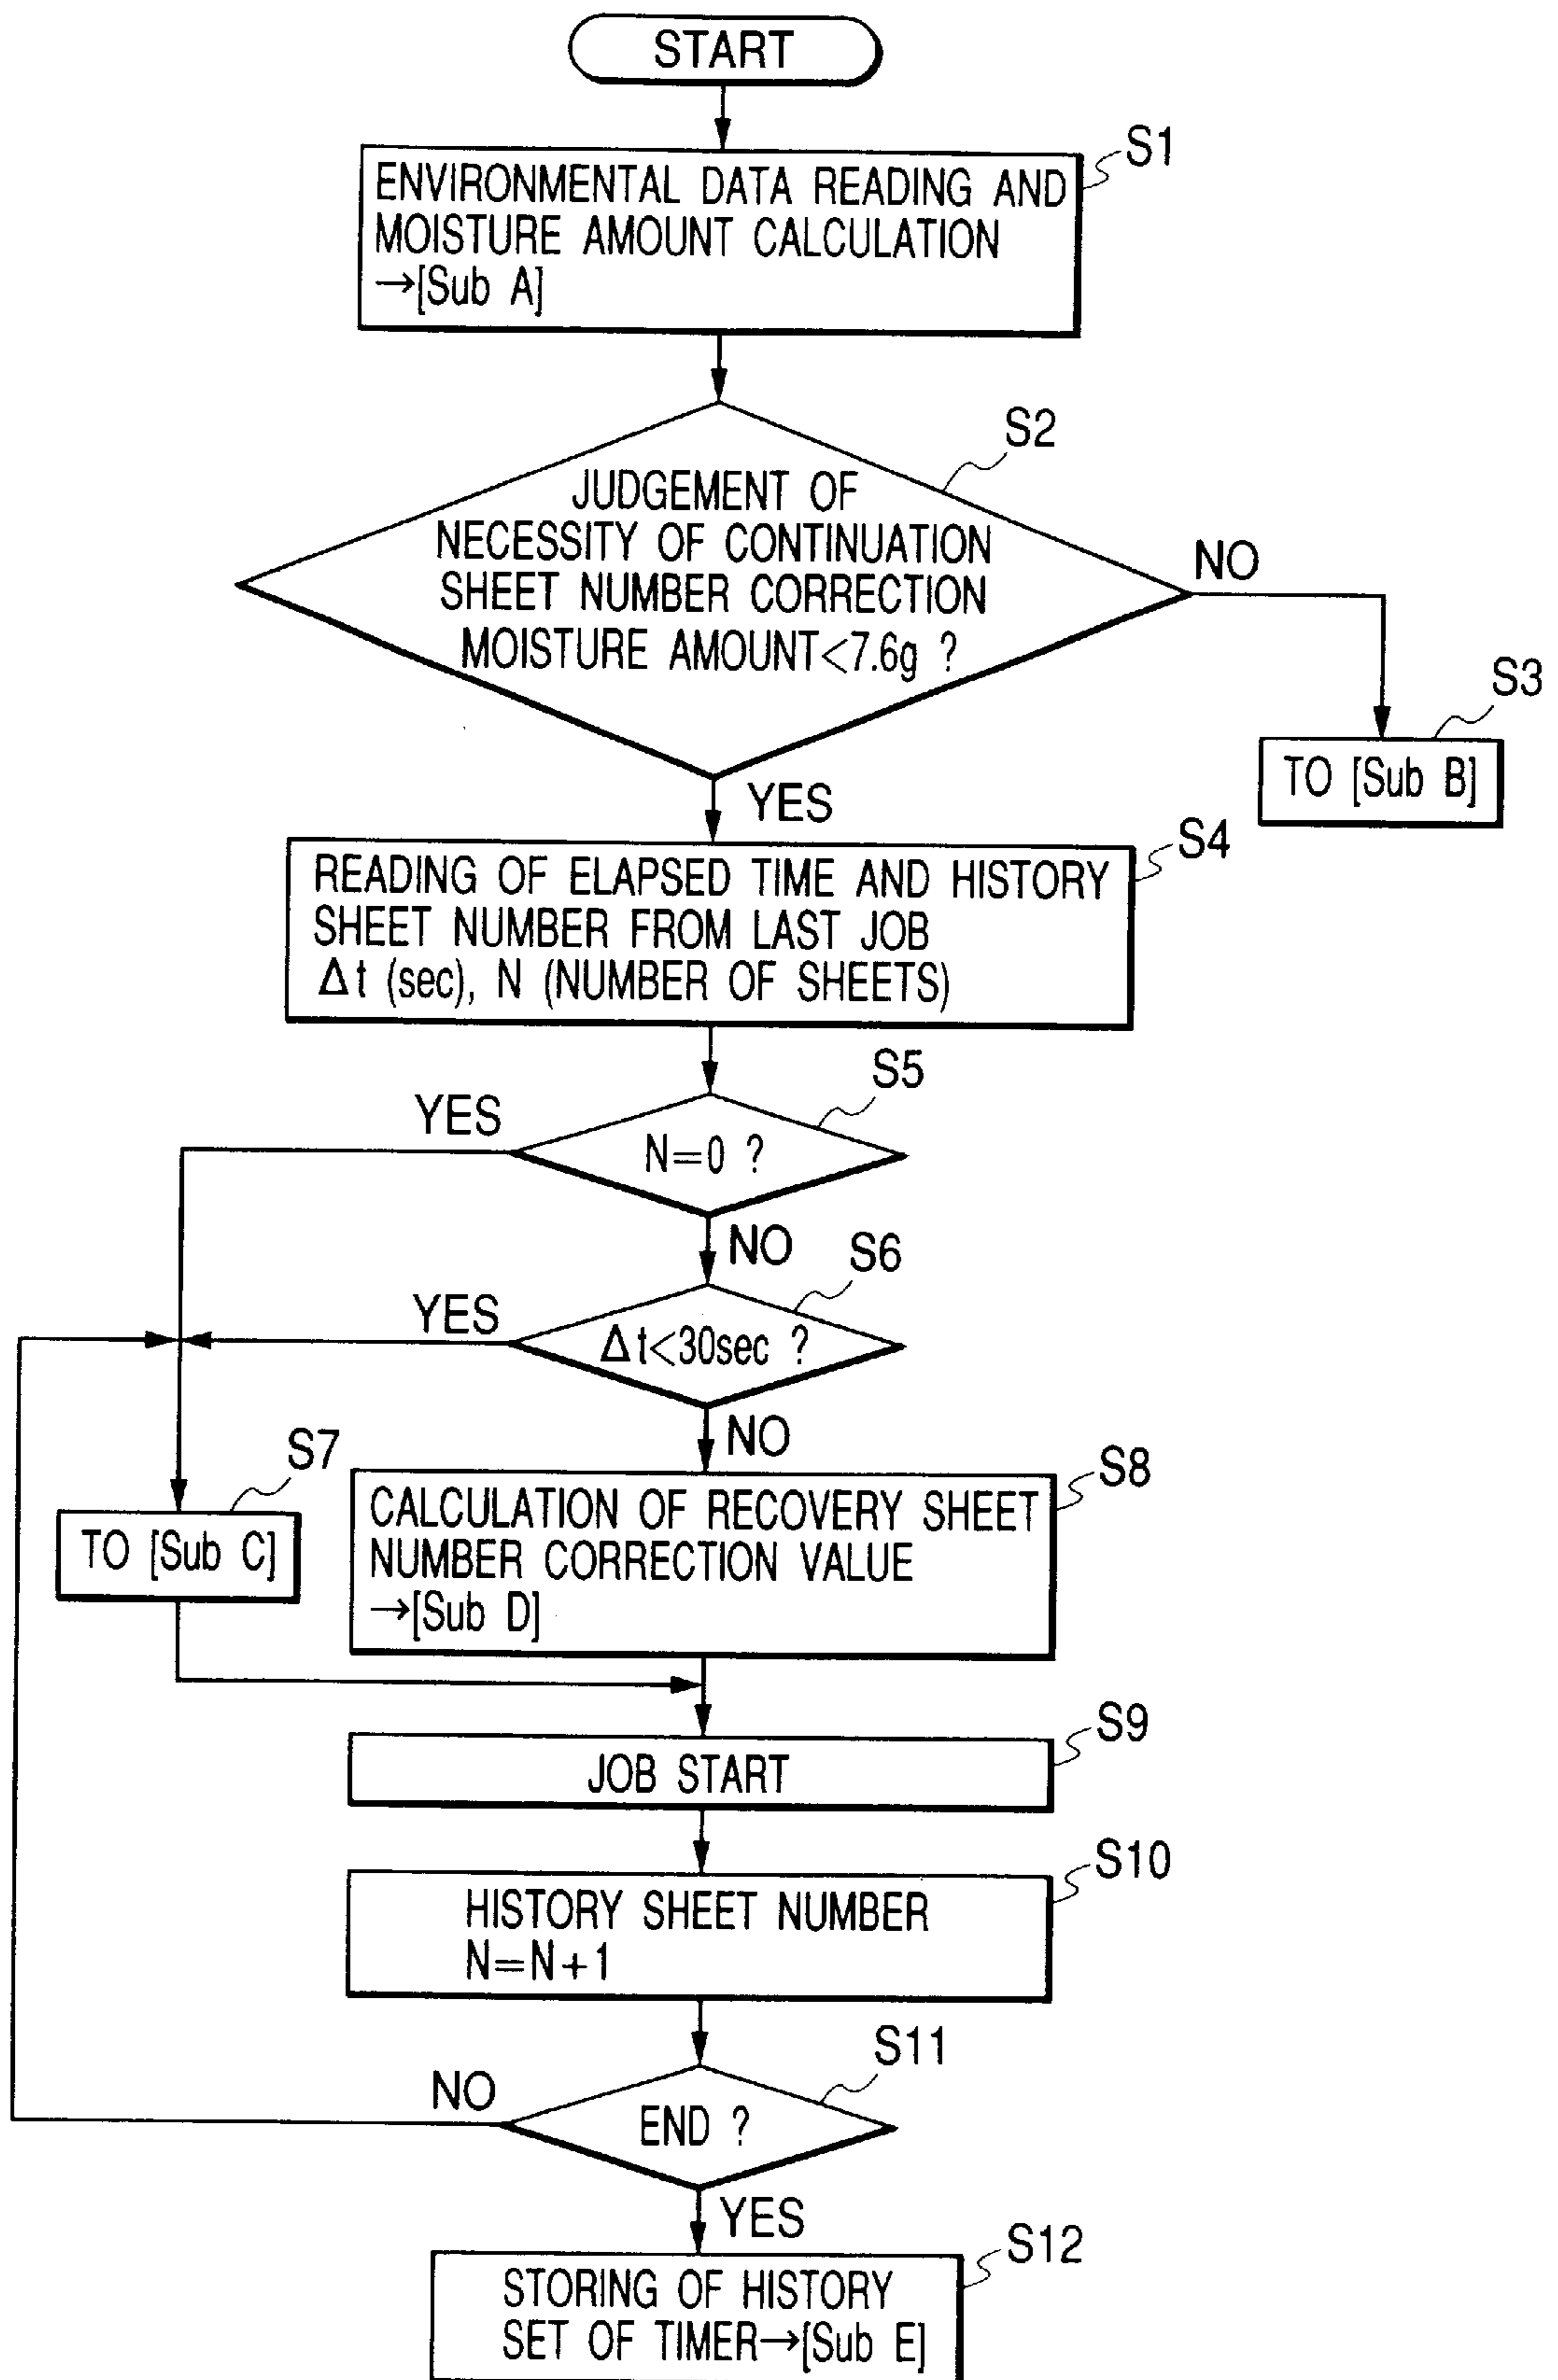 START
S1
ENVIRONMENTAL DATA READING AND
MOISTURE AMOUNT CALCULATION
→[Sub A]
S2
JUDGEMENT OF
NECESSITY OF CONTINUATION
SHEET NUMBER CORRECTION
MOISTURE AMOUNT<7.6g ?
NO
S3
TO [Sub B]
YES
S4
READING OF ELAPSED TIME AND HISTORY
SHEET NUMBER FROM LAST JOB
Δt (sec), N (NUMBER OF SHEETS)
S5
YES
N=0 ?
NO
S6
YES
Δt<30sec ?
NO
S7
TO [Sub C]
S8
CALCULATION OF RECOVERY SHEET
NUMBER CORRECTION VALUE
→[Sub D]
S9
JOB START
S10
HISTORY SHEET NUMBER
N=N+1
S11
NO
END ?
YES
S12
STORING OF HISTORY
SET OF TIMER→[Sub E]